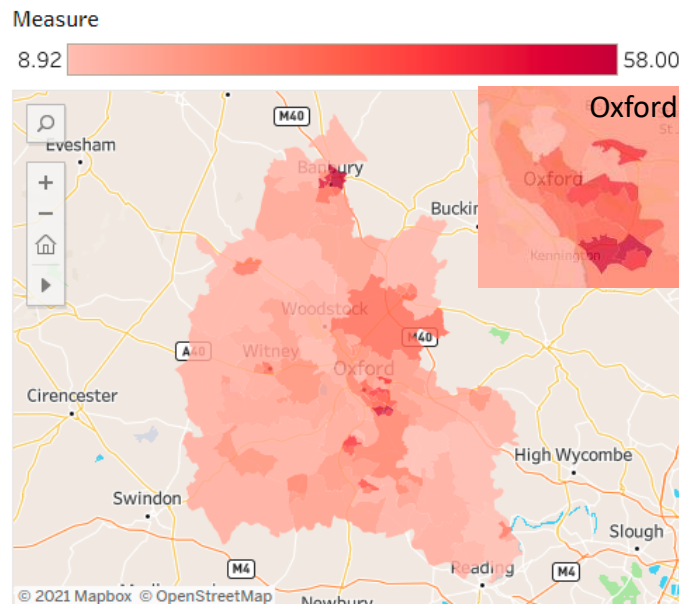 Measure
8.92
58.00
M40
Oxford
St
Evesham
Banbury
Buckin
Oxford
Kennington
Woodstock
M40
A40
Witney
Oxford
Cirencester
High Wycombe
Swindon
Slough
M4
Reading
M4
Newbury
© 2021 Mapbox © OpenStreetMap